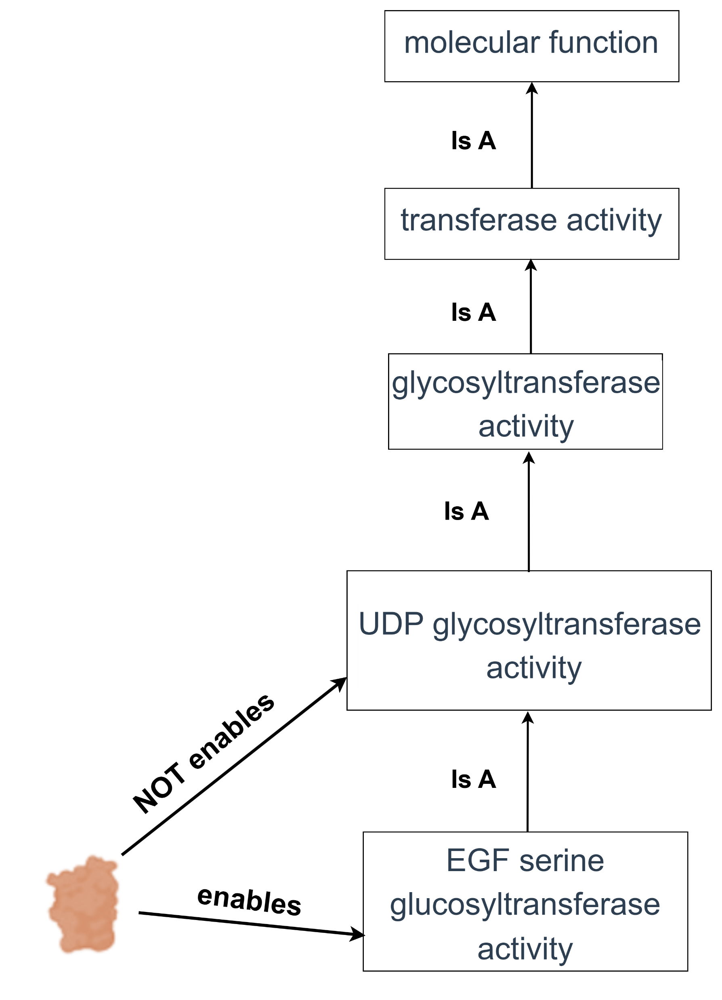 molecular function
Is A
transferase activity
Is A
glycosyltransferase
activity
Is A
UDP glycosyltransferase
activity
NOT enables
Is A
EGF serine
glucosyltransferase
activity
enables